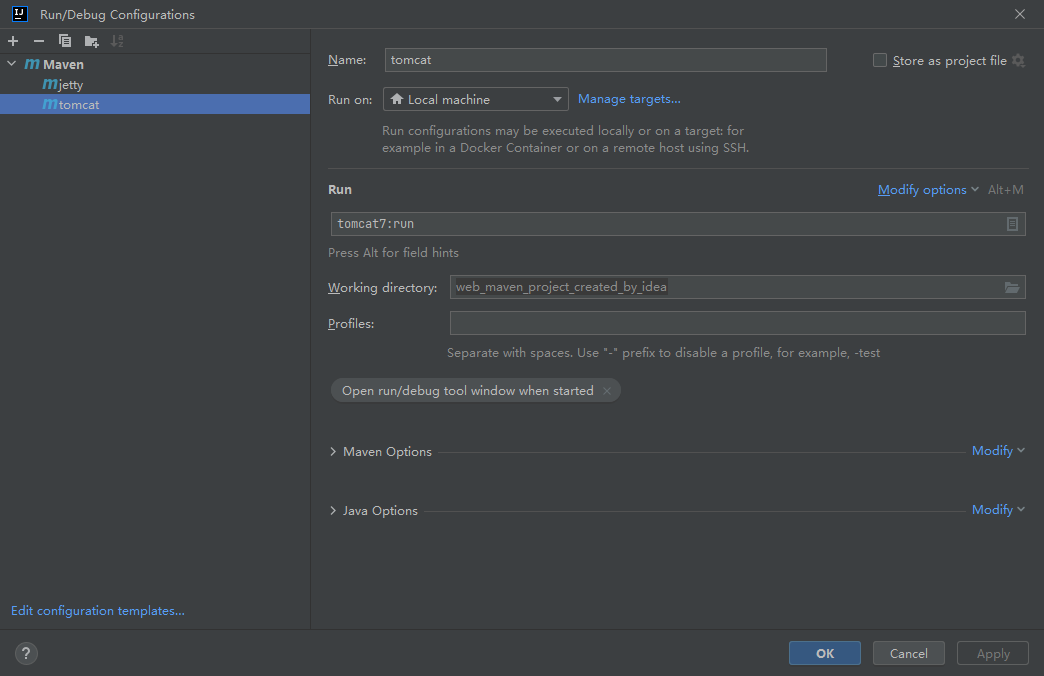 IJ
Run/Debug Configurations
m Maven
m jetty
m tomcat
Edit configuration templates...
?
Name: tomcat
Store as project file
Run on: Local machine Manage targets...
Run configurations may be executed locally or on a target: for
example in a Docker Container or on a remote host using SSH.
Run Modify options Alt+M
tomcat7:run
Press Alt for field hints
Working directory: web_maven_project_created_by_idea
Profiles:
Separate with spaces. Use "-" prefix to disable a profile, for example, -test
Open run/debug tool window when started ×
Maven Options Modify
Java Options Modify
OK Cancel Apply